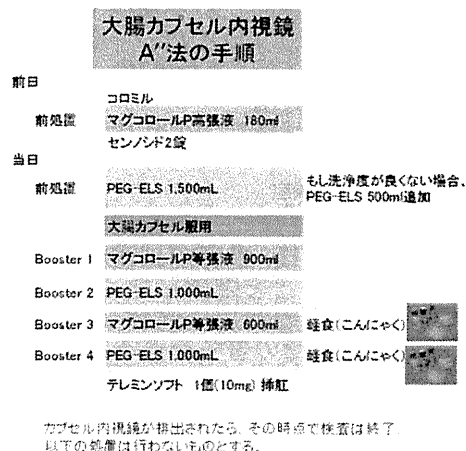 大腸カプセル内視鏡
A''法の手順
前日
コロミル
前処置 マグコロールP高張液 180ml
センノシド2錠
当日
前処置 PEG-ELS 1,500mL もし洗浄度が良くない場合、
PEG-ELS 500ml追加
大腸カプセル服用
Booster 1 マグコロールP等張液 900ml
Booster 2 PEG-ELS 1,000mL
Booster 3 マグコロールP等張液 600ml 軽食(こんにゃく)
Booster 4 PEG-ELS 1,000mL 軽食(こんにゃく)
テレミンソフト 1個(10mg) 挿肛
カプセル内視鏡が排出されたら、その時点で検査は終了。
以下の処置は行わないものとする。